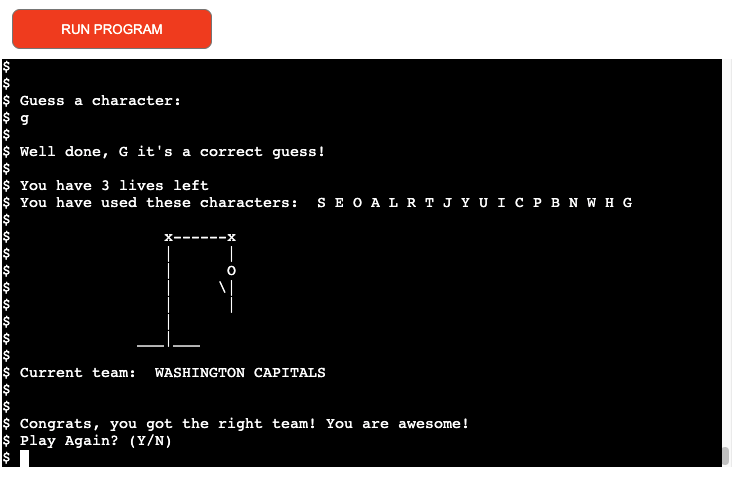 RUN PROGRAM
$
$
$ Guess a character:
$ g
$
$ Well done, G it's a correct guess!
$
$ You have 3 lives left
$ You have used these characters:  S E O A L R T J Y U I C P B N W H G
$
$                 x------x
$                 |      |
$                 |      O
$                 |     \|
$                 |      |
$                 |
$              ___|___
$
$ Current team:  WASHINGTON CAPITALS
$
$
$ Congrats, you got the right team! You are awesome!
$ Play Again? (Y/N)
$